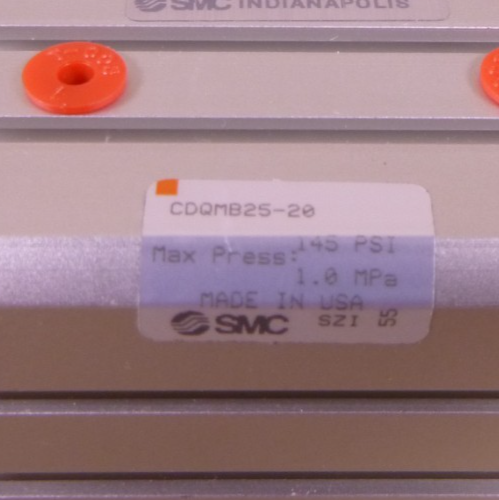 SMC INDIANAPOLIS
CDQMB25-20
Max Press: 145 PSI
1.0 MPa
MADE IN USA
SMC SZI 55